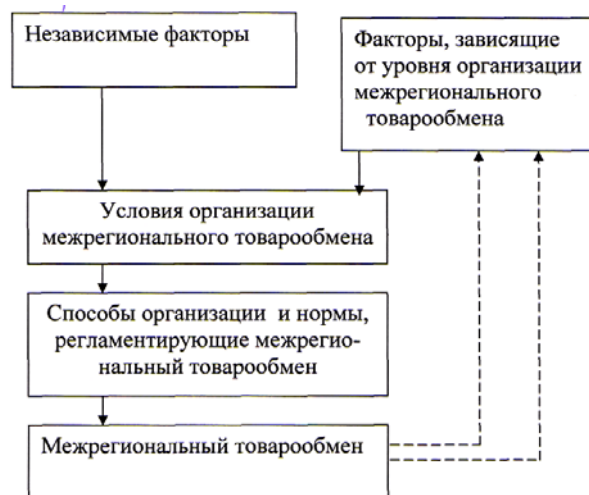 Независимые факторы
Факторы, зависящие
от уровня организации
межрегионального
товарообмена
Условия организации
межрегионального товарообмена
Способы организации и нормы,
регламентирующие межрегио-
нальный товарообмен
Межрегиональный товарообмен